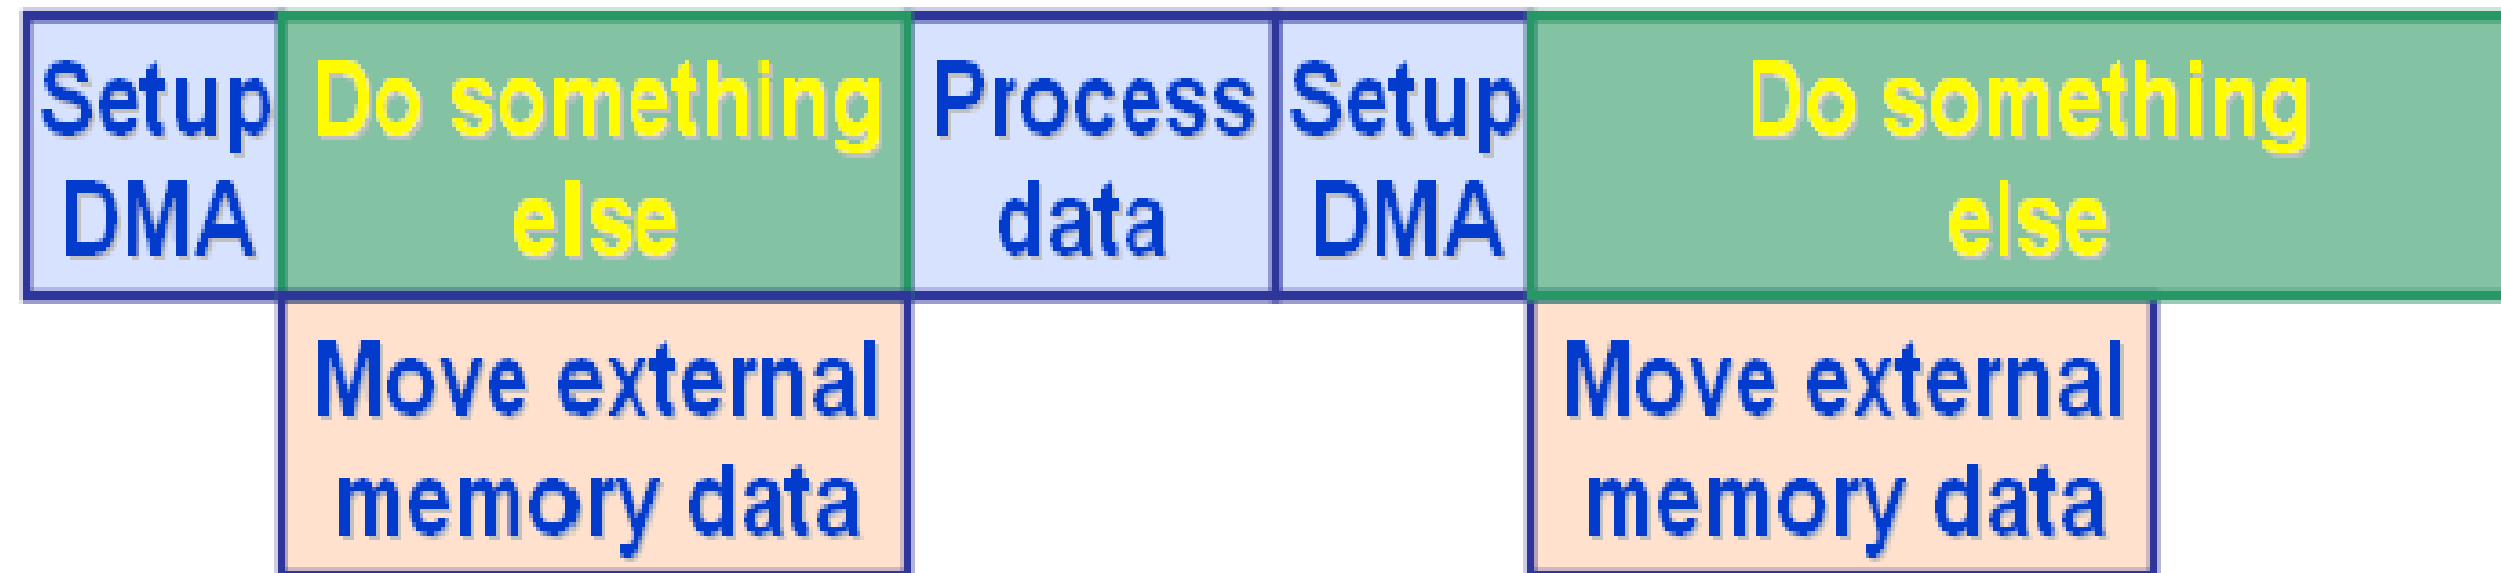 Setup
DMA
Do something
else
Process
data
Setup
DMA
Do something
else
Move external
memory data
Move external
memory data